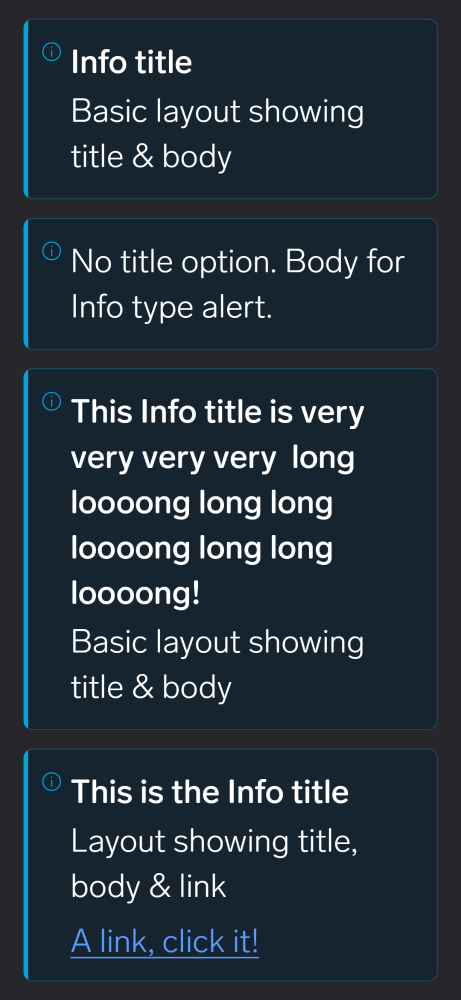 Info title
Basic layout showing
title & body
No title option. Body for
Info type alert.
This Info title is very
very very very  long
loooong long long
loooong long long
loooong!
Basic layout showing
title & body
This is the Info title
Layout showing title,
body & link
A link, click it!